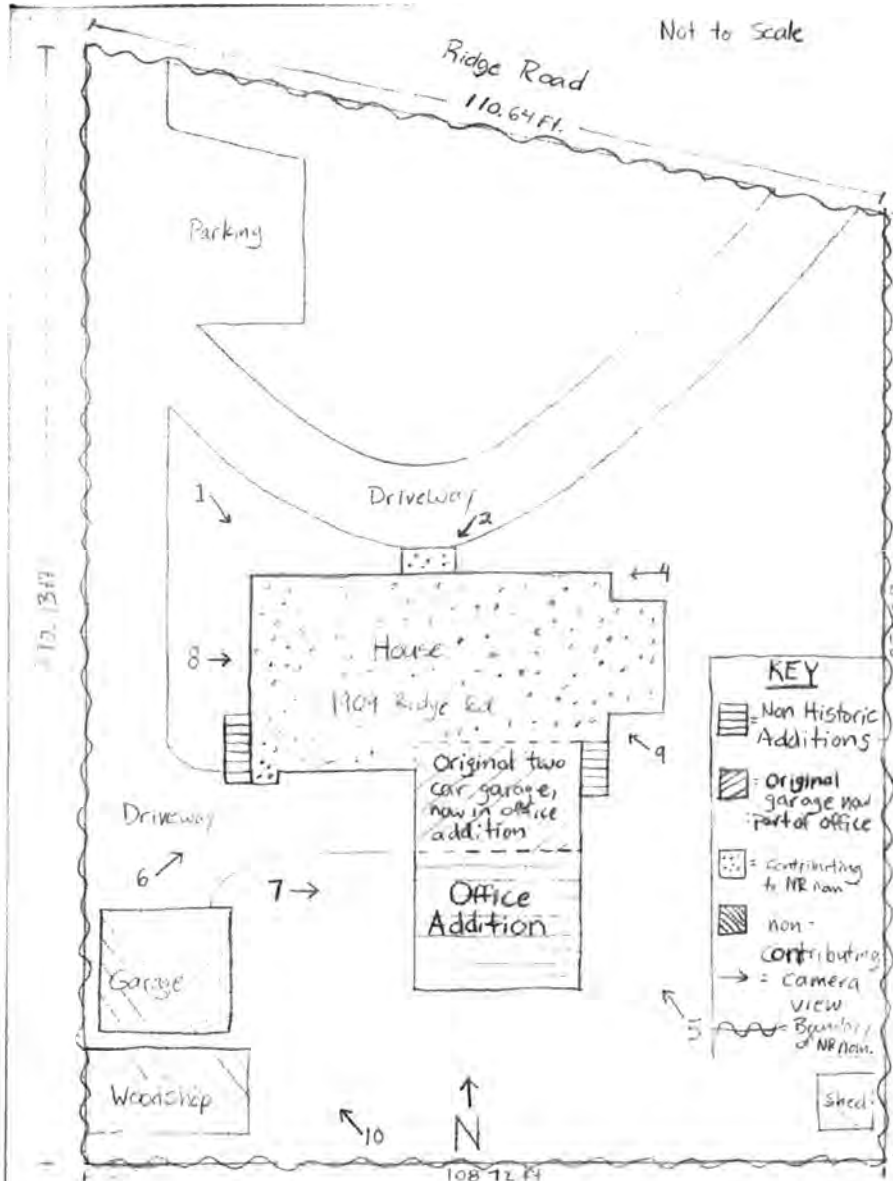 Not to Scale
Ridge Road
110.64 Ft.
Parking
Driveway
1
2
4
House
8
1909 Ridge Rd
9
Original two
car garage,
now in office
addition
Driveway
6
7
Office
Addition
Garage
5
Woodshop
10
N
Shed
KEY
= Non Historic
Additions
= Original
garage now
part of office
= contributing
to NR nom
non-
contributing
= camera
view
= Boundary
of NR nom.